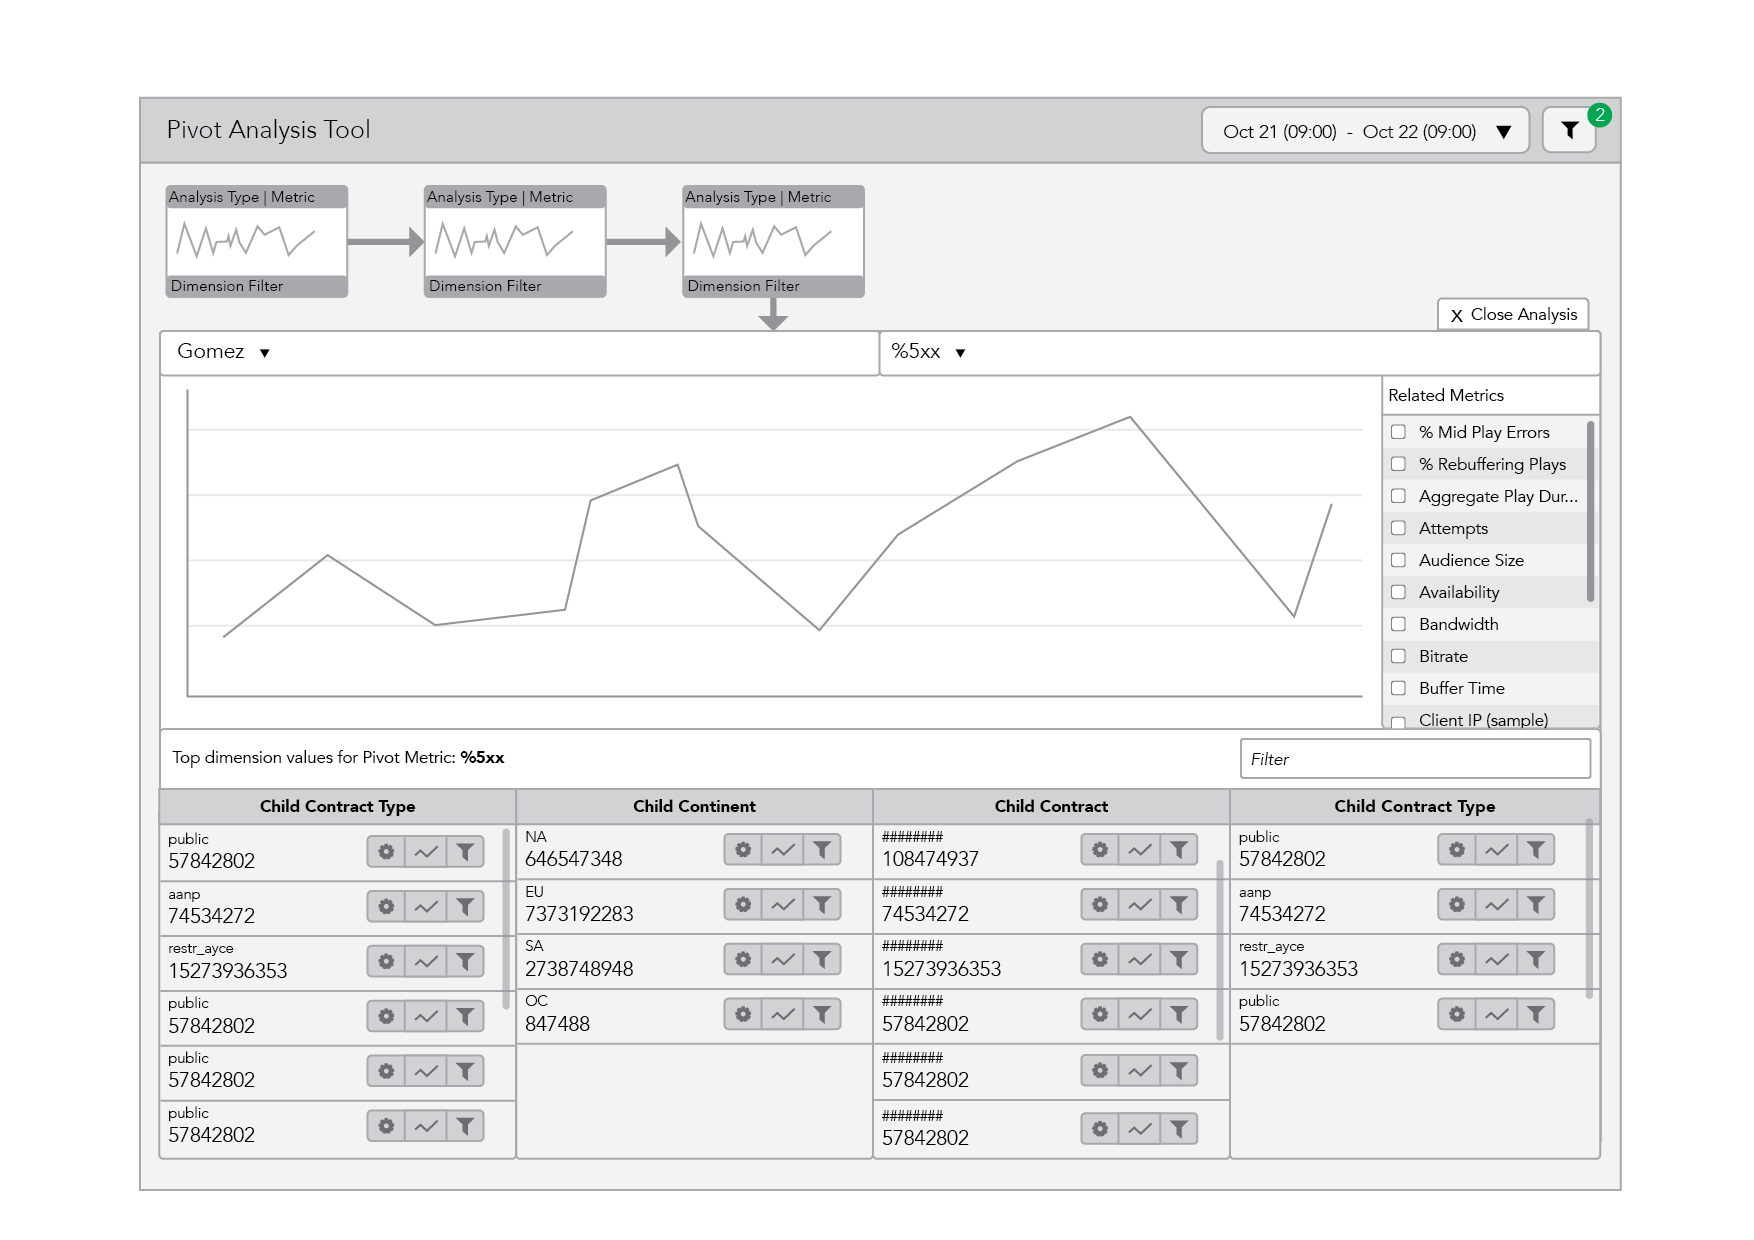 Pivot Analysis Tool
Oct 21 (09:00) - Oct 22 (09:00)
2
Analysis Type | Metric
Analysis Type | Metric
Analysis Type | Metric
Dimension Filter
Dimension Filter
Dimension Filter
X Close Analysis
Gomez
%5xx
Related Metrics
% Mid Play Errors
% Rebuffering Plays
Aggregate Play Dur...
Attempts
Audience Size
Availability
Bandwidth
Bitrate
Buffer Time
Client IP (sample)
Top dimension values for Pivot Metric: %5xx
Filter
Child Contract Type
public
57842802
aanp
74534272
restr_ayce
15273936353
public
57842802
public
57842802
public
57842802
Child Continent
NA
646547348
EU
7373192283
SA
2738748948
OC
847488
Child Contract
########
108474937
########
74534272
########
15273936353
########
57842802
########
57842802
########
57842802
Child Contract Type
public
57842802
aanp
74534272
restr_ayce
15273936353
public
57842802